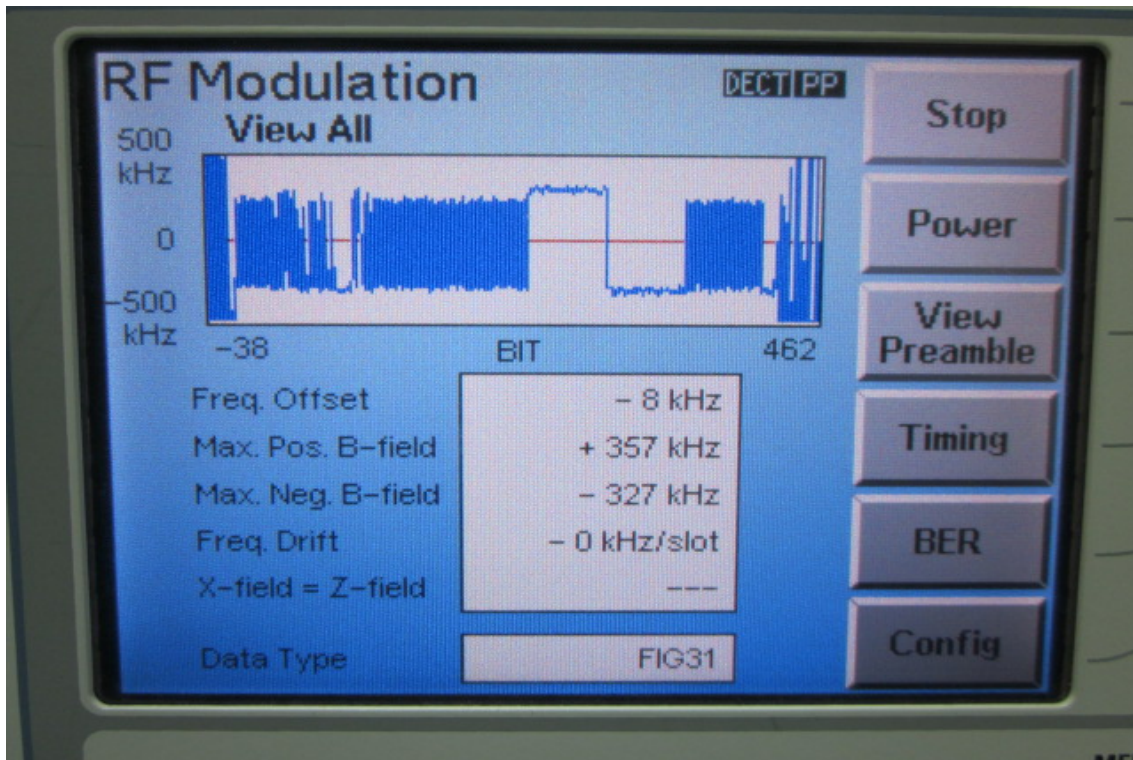 RF Modulation
DECT PP
View All
500
kHz
0
-500
kHz
-38 BIT 462
Freq. Offset - 8 kHz
Max. Pos. B-field + 357 kHz
Max. Neg. B-field - 327 kHz
Freq. Drift - 0 kHz/slot
X-field = Z-field ---
Data Type FIG31
Stop
Power
View
Preamble
Timing
BER
Config